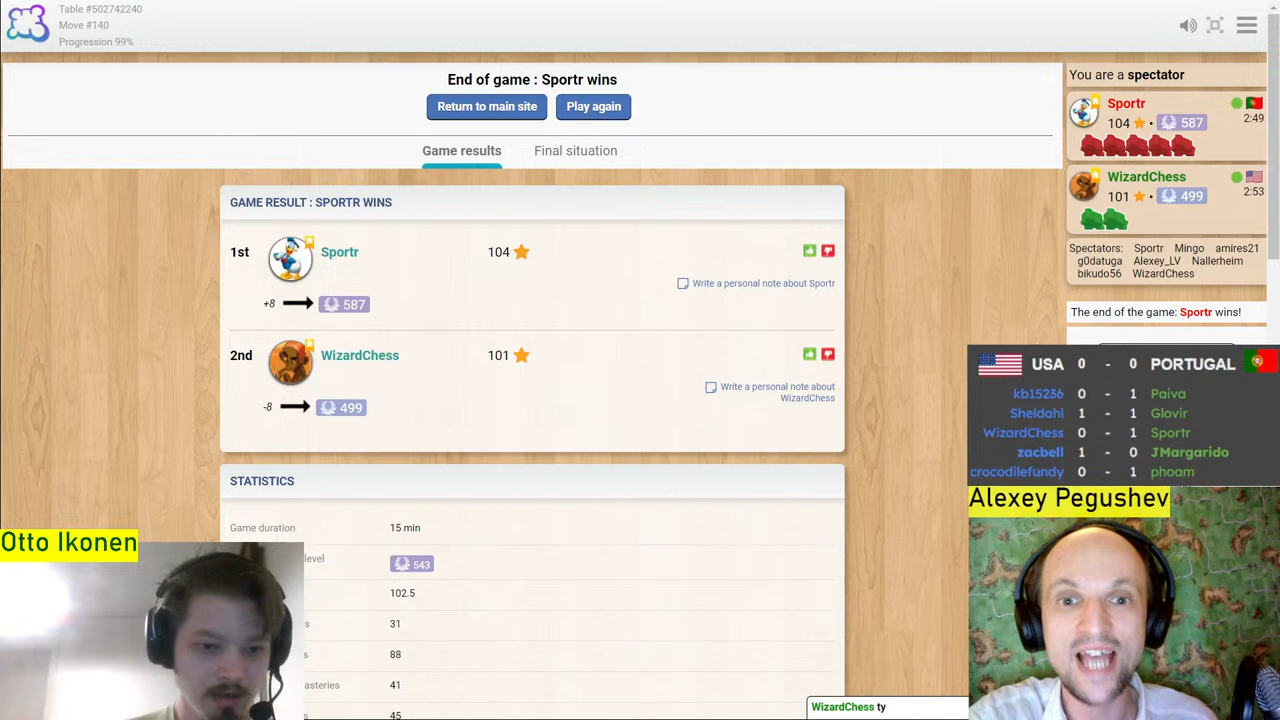 Table #502742240
Move #140
Progression 99%
End of game : Sportr wins
Return to main site
Play again
Game results
Final situation
You are a spectator
Sportr
104 • 587
2:49
WizardChess
101 • 499
2:53
Spectators: Sportr Mingo amires21
g0datuga Alexey_LV Nallerheim
bikudo56 WizardChess
The end of the game: Sportr wins!
GAME RESULT : SPORTR WINS
1st
Sportr
104
Write a personal note about Sportr
+8
587
2nd
WizardChess
101
Write a personal note about
WizardChess
-8
499
USA 0 - 0 PORTUGAL
kb15236 0 - 1 Paiva
Sheldahl 1 - 1 Glovir
WizardChess 0 - 1 Sportr
zacbell 1 - 0 JMargarido
crocodilefundy 0 - 1 phoam
STATISTICS
Game duration 15 min
level 543
102.5
s 31
s 88
asteries 41
s 45
Otto Ikonen
Alexey Pegushev
WizardChess ty